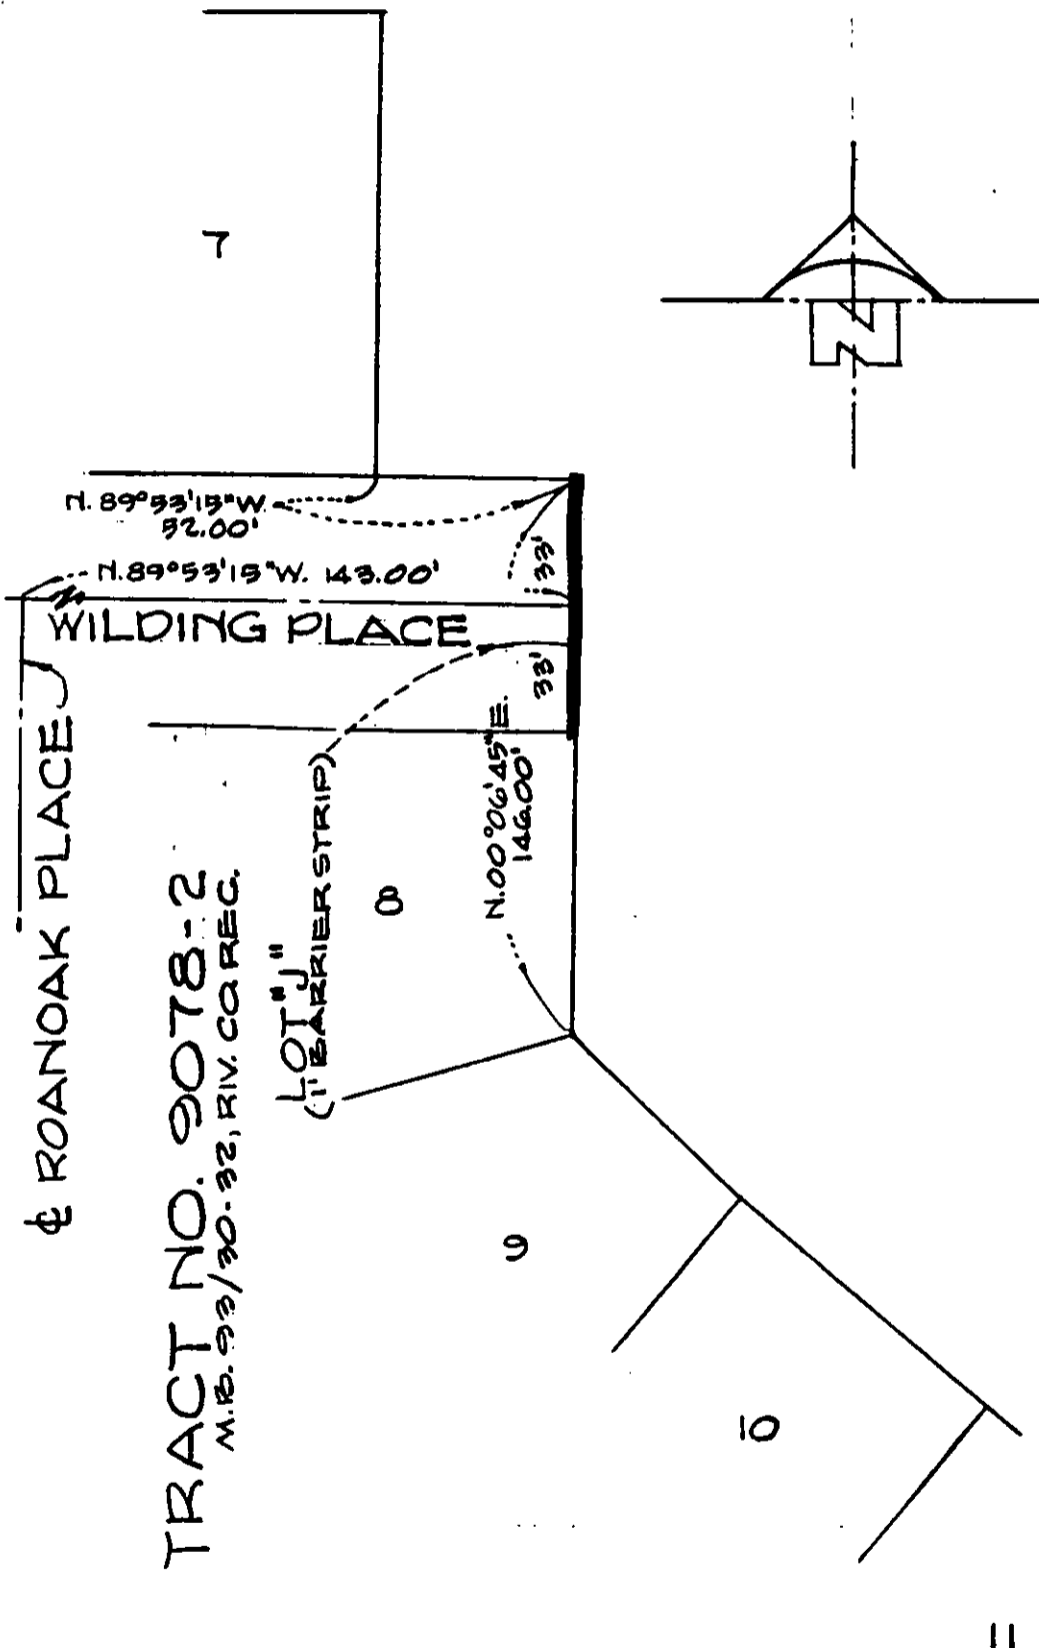 7
N
N. 89°53'15"W.
52.00'
N. 89°53'15"W. 143.00'
WILDING PLACE
33'
33'
℄ ROANOAK PLACE
N. 00°06'45"E.
146.00'
LOT "J"
(1' BARRIER STRIP)
8
TRACT NO. 9078-2
M.B. 93/30-32, RIV. CO. REC.
9
10
11